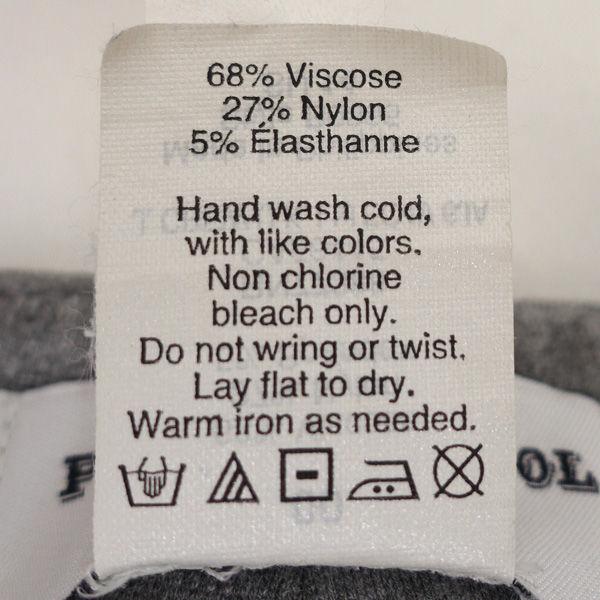 68% Viscose
27% Nylon
5% Élasthanne
Hand wash cold,
with like colors.
Non chlorine
bleach only.
Do not wring or twist.
Lay flat to dry.
Warm iron as needed.